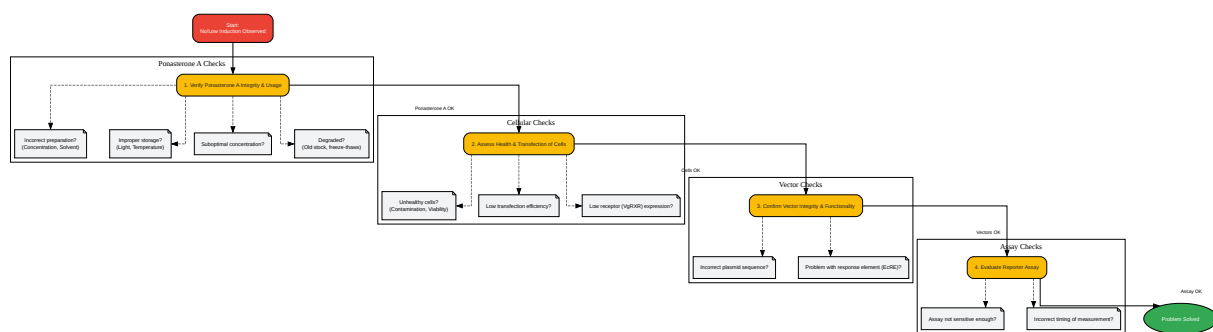 Start:
No/Low Induction Observed
Ponasterone A Checks
1. Verify Ponasterone A Integrity & Usage
Incorrect preparation?
(Concentration, Solvent)
Improper storage?
(Light, Temperature)
Suboptimal concentration?
Degraded?
(Old stock, freeze-thaws)
Ponasterone A OK
Cellular Checks
2. Assess Health & Transfection of Cells
Unhealthy cells?
(Contamination, Viability)
Low transfection efficiency?
Low receptor (VgRXR) expression?
Cells OK
Vector Checks
3. Confirm Vector Integrity & Functionality
Incorrect plasmid sequence?
Problem with response element (EcRE)?
Vectors OK
Assay Checks
4. Evaluate Reporter Assay
Assay not sensitive enough?
Incorrect timing of measurement?
Assay OK
Problem Solved